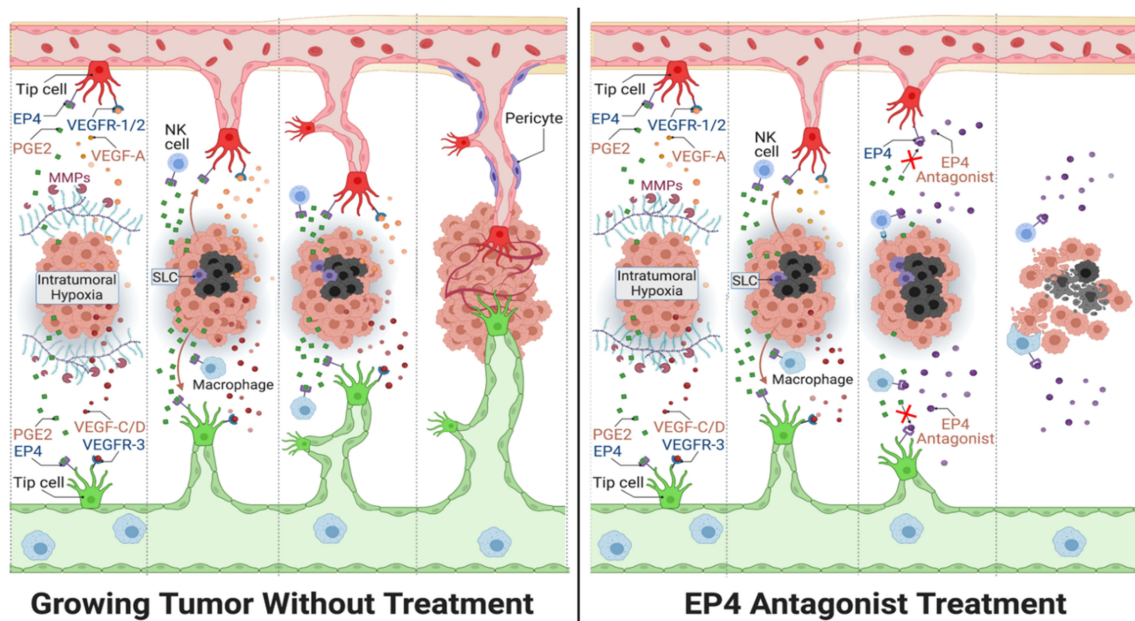 Tip cell
EP4
VEGFR-1/2
PGE2
VEGF-A
MMPs
Intratumoral
Hypoxia
PGE2
VEGF-C/D
EP4
VEGFR-3
Tip cell
NK
cell
SLC
Macrophage
Pericyte
Growing Tumor Without Treatment
Tip cell
EP4
VEGFR-1/2
PGE2
VEGF-A
MMPs
Intratumoral
Hypoxia
PGE2
VEGF-C/D
EP4
VEGFR-3
Tip cell
NK
cell
SLC
Macrophage
EP4
EP4
Antagonist
EP4
Antagonist
EP4 Antagonist Treatment